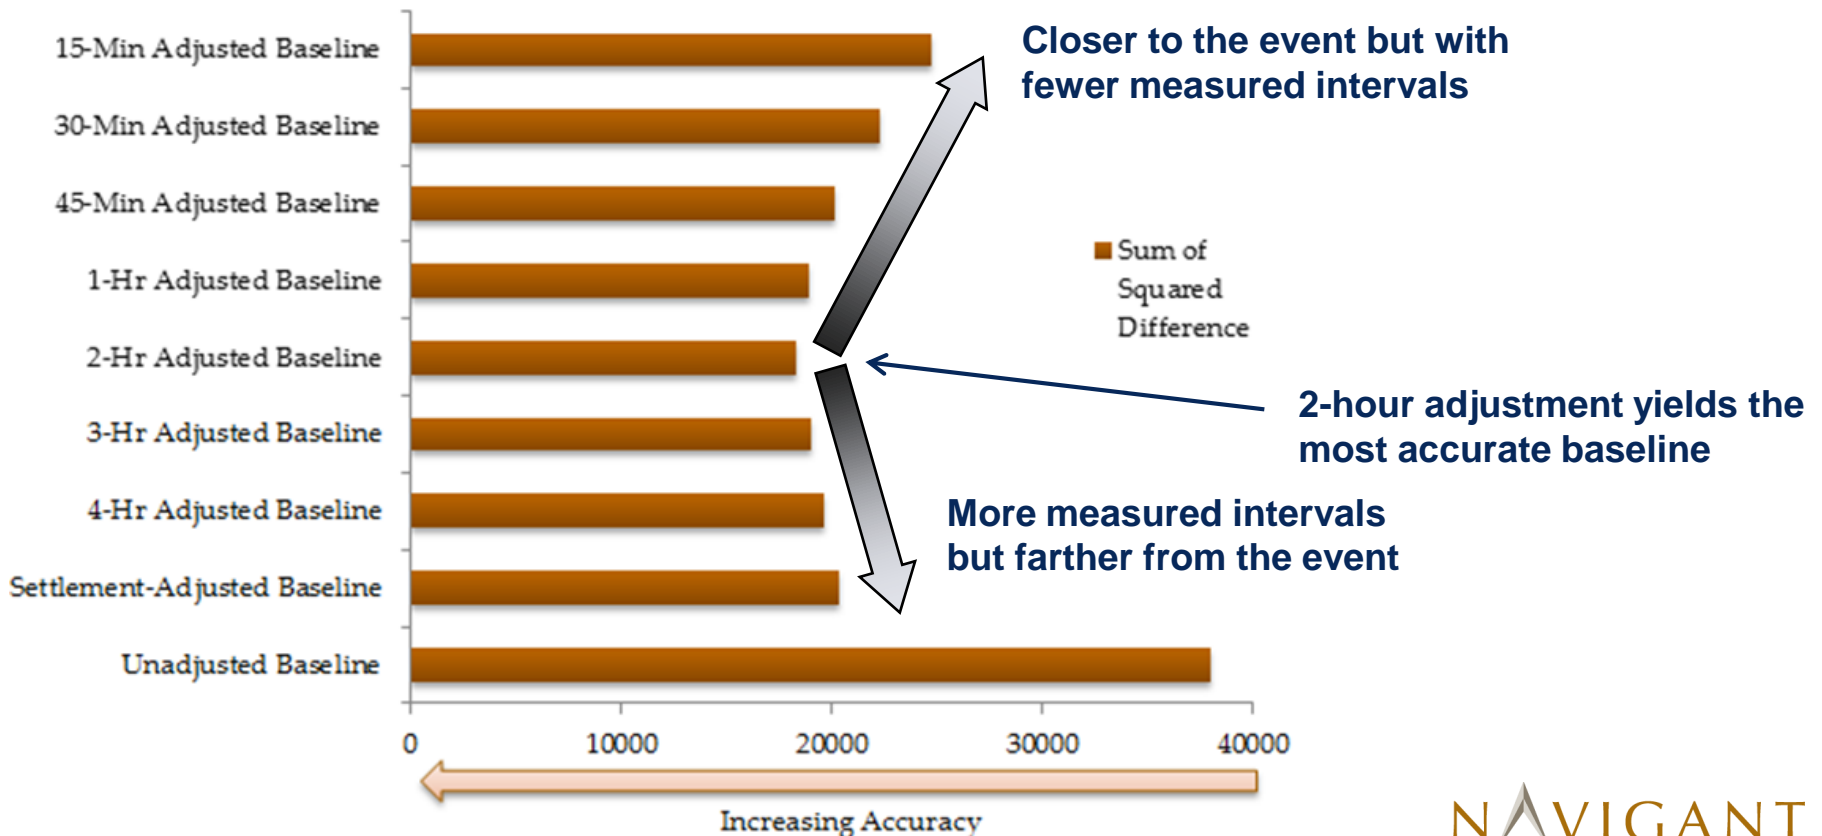 15-Min Adjusted Baseline
30-Min Adjusted Baseline
45-Min Adjusted Baseline
1-Hr Adjusted Baseline
2-Hr Adjusted Baseline
3-Hr Adjusted Baseline
4-Hr Adjusted Baseline
Settlement-Adjusted Baseline
Unadjusted Baseline
0
10000
20000
30000
40000
Increasing Accuracy
Closer to the event but with
fewer measured intervals
Sum of
Squared
Difference
2-hour adjustment yields the
most accurate baseline
More measured intervals
but farther from the event
NAVIGANT